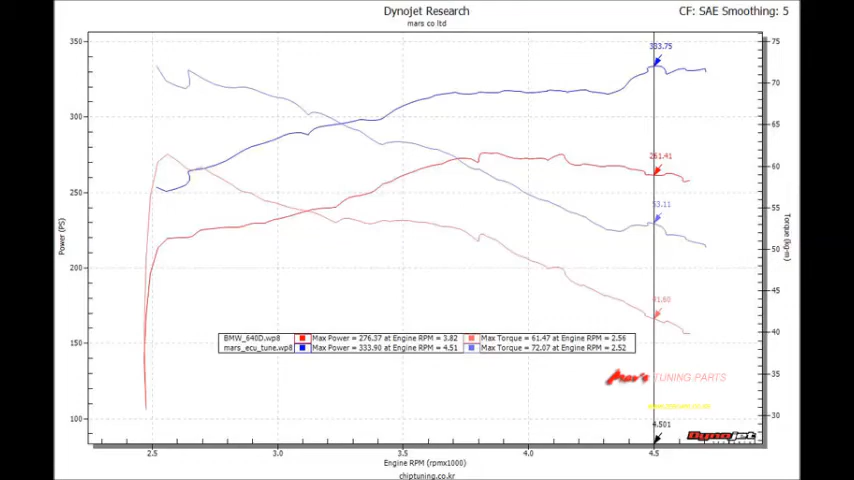 Dynojet Research
CF: SAE Smoothing: 5
mars co ltd
350
300
250
200
150
100
Power (PS)
75
70
65
60
55
50
45
40
35
30
Torque (kg-m)
333.75
261.41
53.11
41.60
BMW_640D.wp8 Max Power = 276.37 at Engine RPM = 3.82 Max Torque = 61.47 at Engine RPM = 2.56
mars_ecu_tune.wp8 Max Power = 333.90 at Engine RPM = 4.51 Max Torque = 72.07 at Engine RPM = 2.52
Mars TUNING PARTS
4.501
Dynojet
2.5 3.0 3.5 4.0 4.5
Engine RPM (rpmx1000)
chiptuning.co.kr